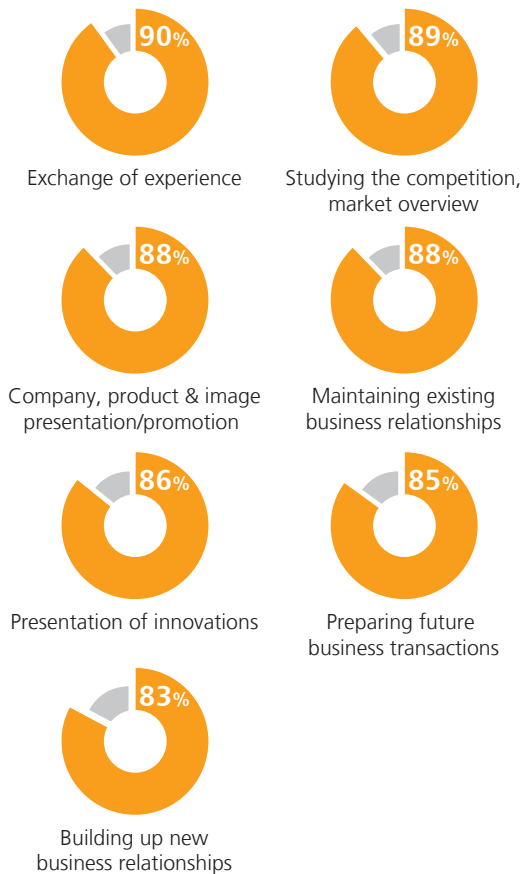 90%
Exchange of experience
89%
Studying the competition,
market overview
88%
Company, product & image
presentation/promotion
88%
Maintaining existing
business relationships
86%
Presentation of innovations
85%
Preparing future
business transactions
83%
Building up new
business relationships